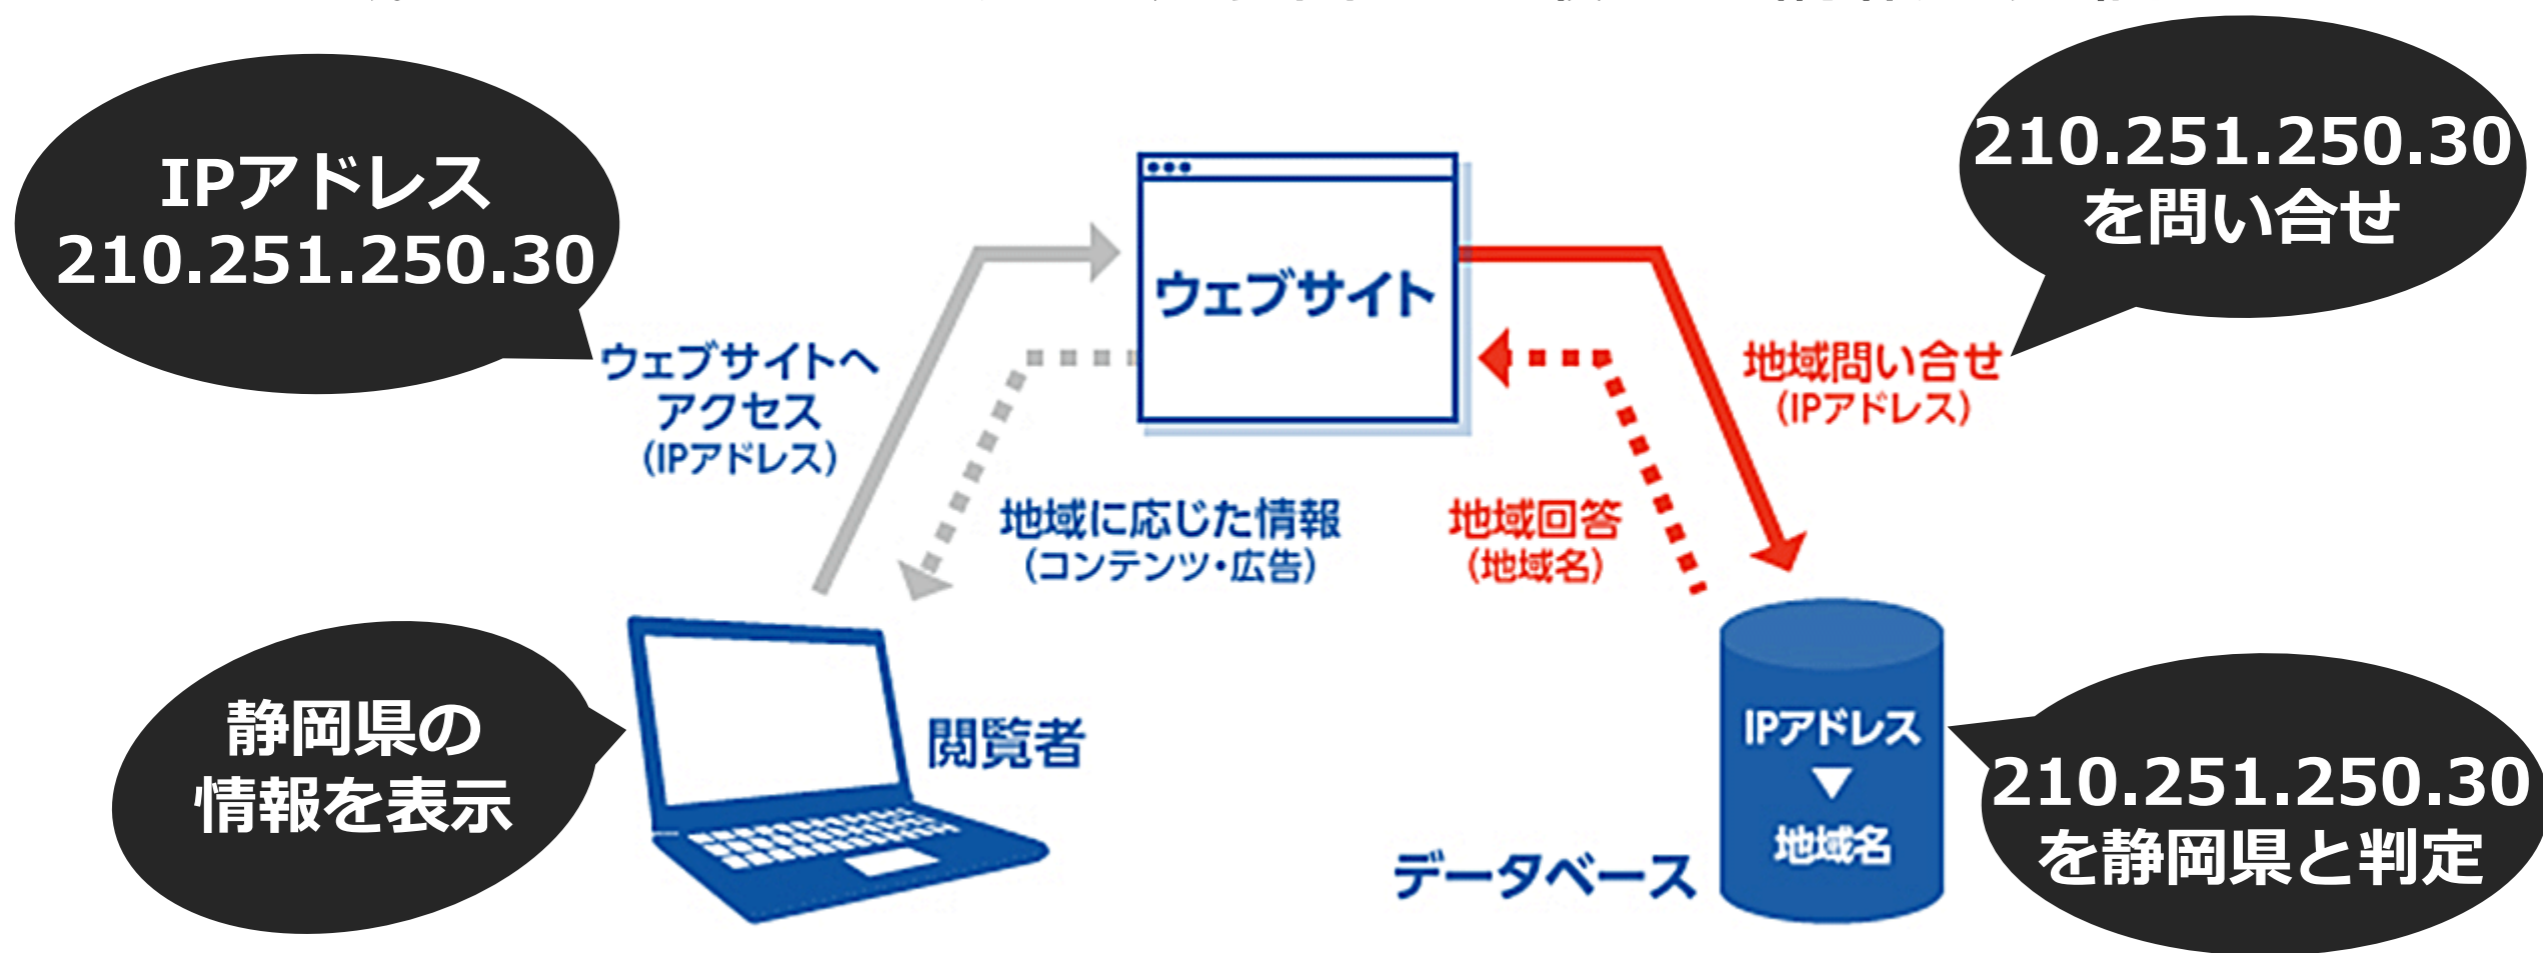 IPアドレス
210.251.250.30
210.251.250.30
を問い合せ
ウェブサイト
ウェブサイトへ
アクセス
(IPアドレス)
地域問い合せ
(IPアドレス)
地域に応じた情報
(コンテンツ・広告)
地域回答
(地域名)
静岡県の
情報を表示
閲覧者
データベース
IPアドレス
▼
地域名
210.251.250.30
を静岡県と判定